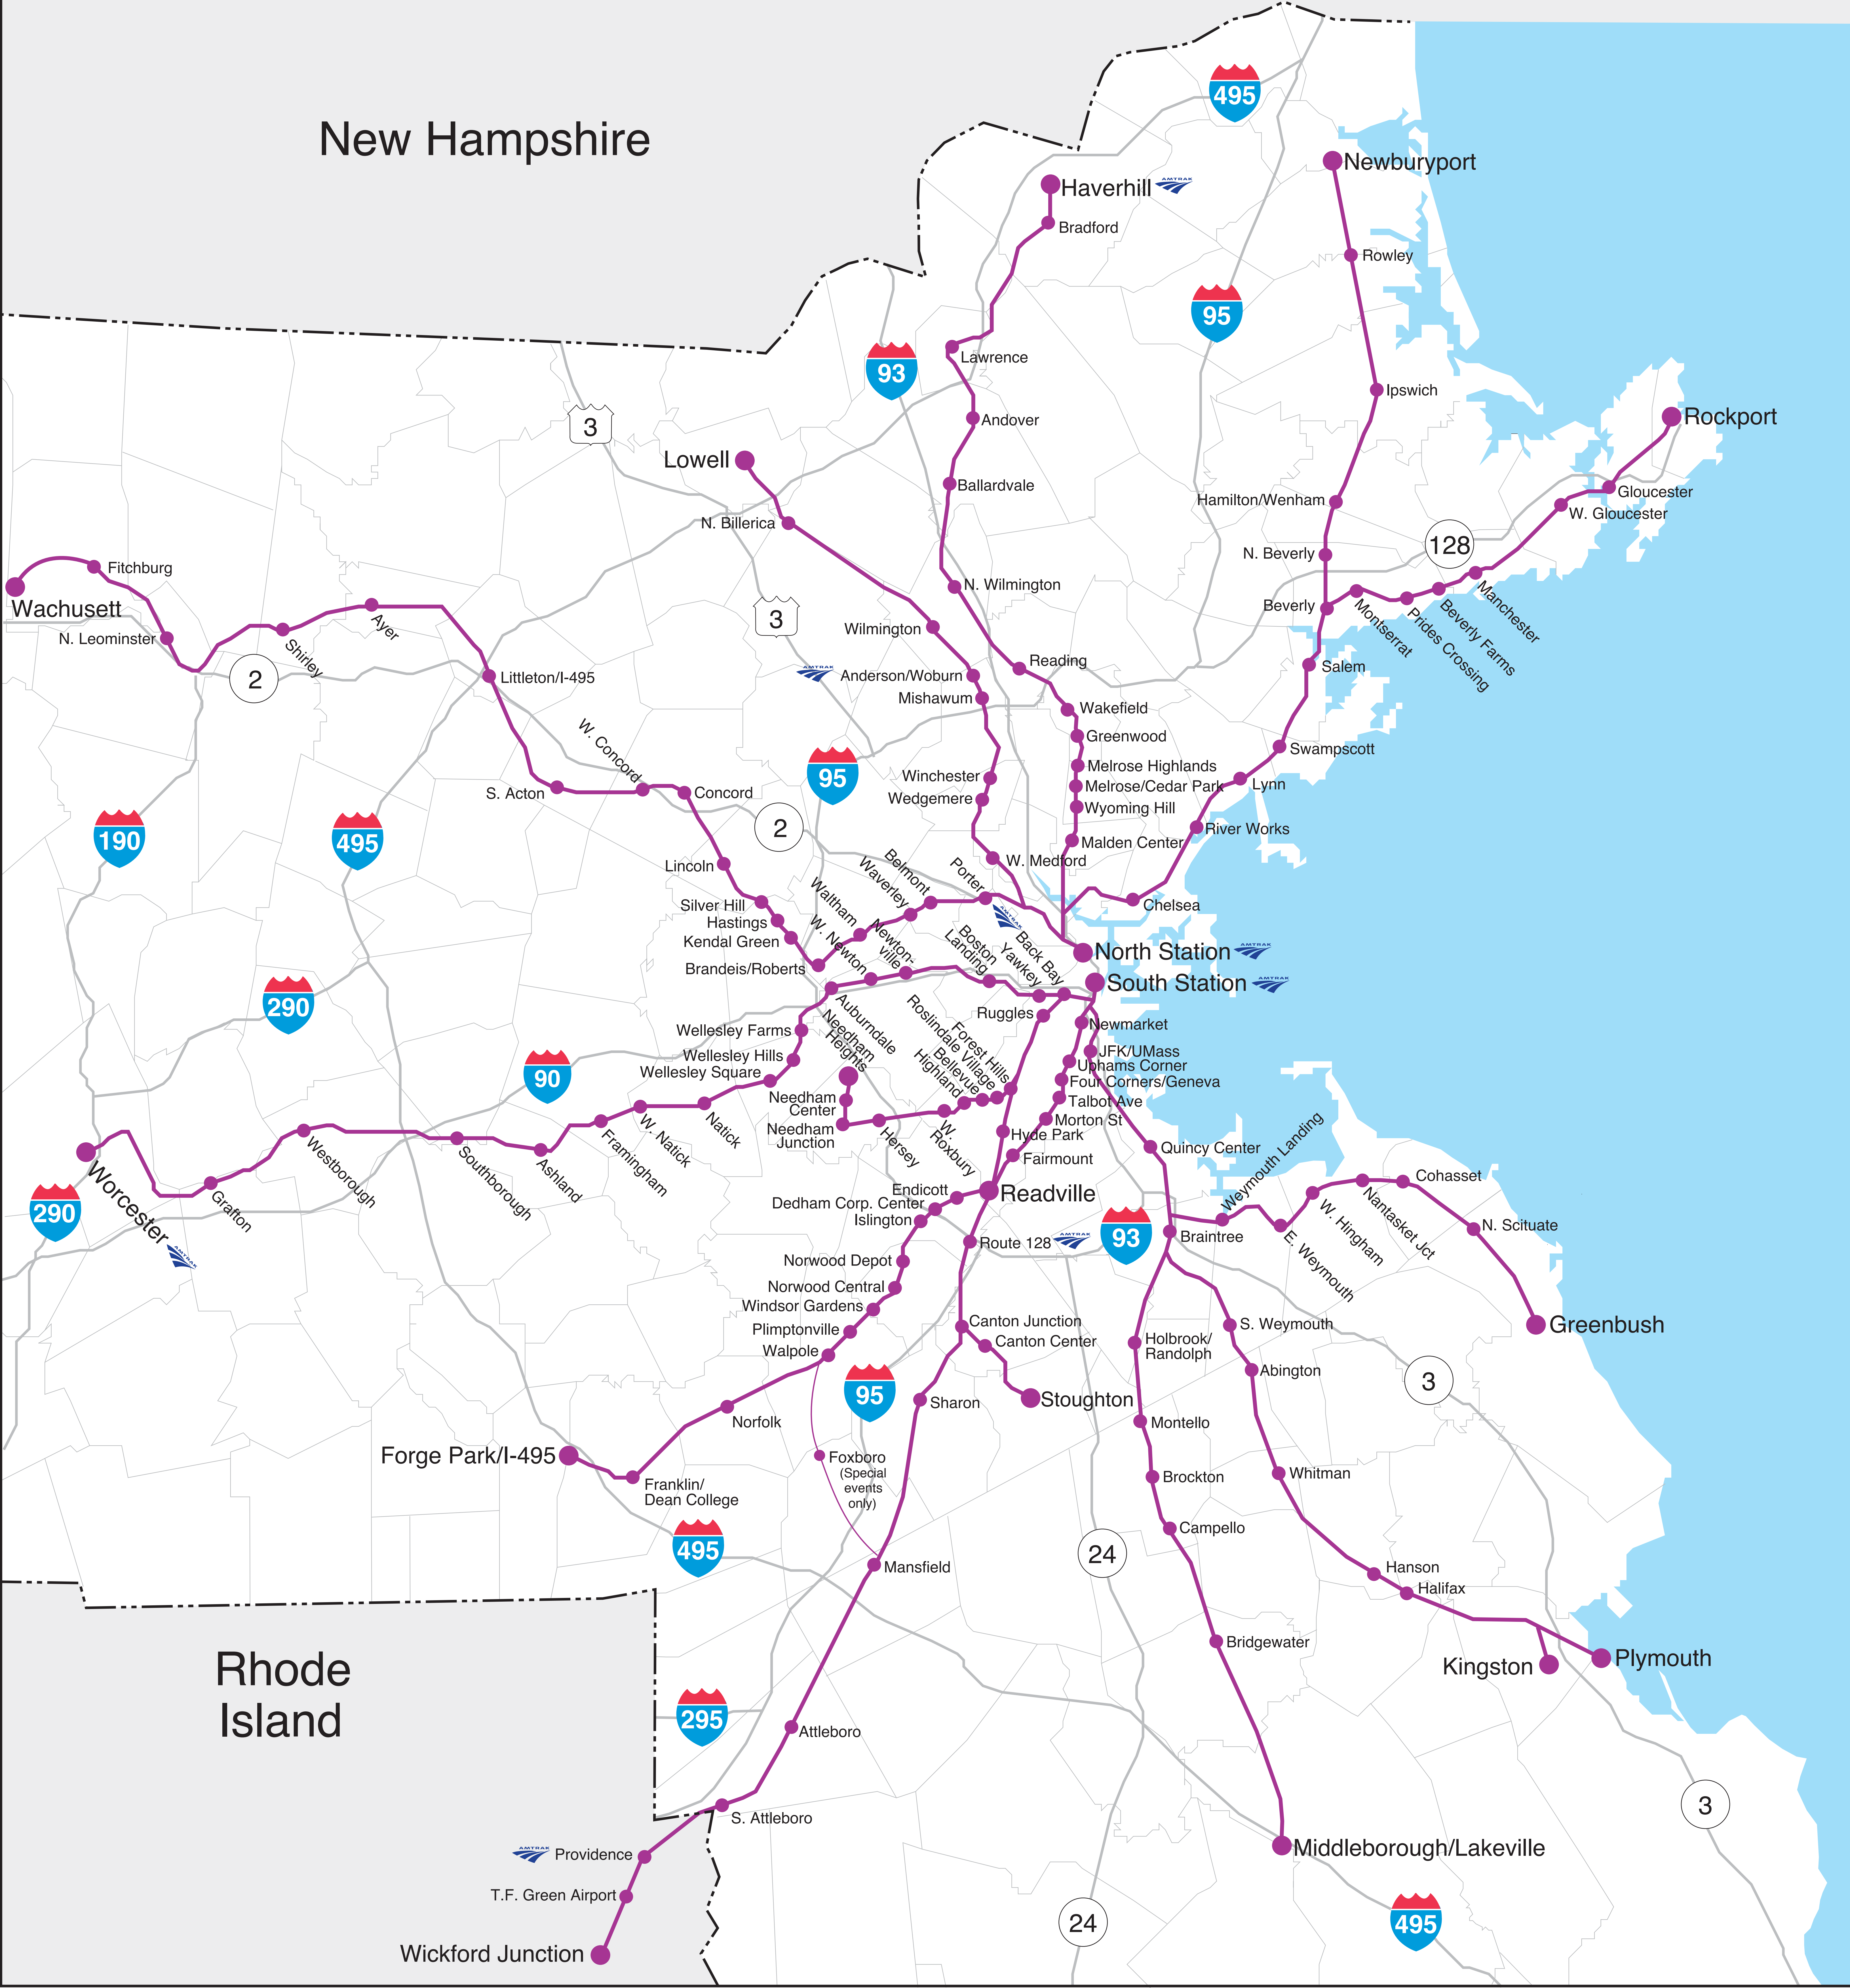 New Hampshire
495
Newburyport
Haverhill
AMTRAK
Bradford
Rowley
95
93
Lawrence
Ipswich
3
Andover
Rockport
Lowell
Ballardvale
Hamilton/Wenham
Gloucester
W. Gloucester
N. Billerica
128
N. Beverly
Fitchburg
Wachusett
N. Wilmington
Beverly
Manchester
Beverly Farms
Prides Crossing
Montserrat
N. Leominster
Shirley
Ayer
3
Wilmington
2
Littleton/I-495
AMTRAK
Anderson/Woburn
Reading
Salem
Mishawum
Wakefield
W. Concord
Greenwood
Swampscott
S. Acton
Concord
95
Winchester
Melrose Highlands
Wedgemere
Melrose/Cedar Park
Lynn
Wyoming Hill
190
495
2
River Works
Malden Center
Lincoln
W. Medford
Belmont
Waverley
Porter
Waltham
Silver Hill
Hastings
Kendal Green
Brandeis/Roberts
Chelsea
AMTRAK
W. Newton
Newton-
ville
Boston
Landing
Yawkey
Back Bay
North Station
AMTRAK
South Station
AMTRAK
290
Ruggles
Newmarket
Auburndale
Wellesley Farms
Wellesley Hills
Wellesley Square
Needham
Heights
Roslindale Village
Forest Hills
Bellevue
Highland
JFK/UMass
Uphams Corner
Four Corners/Geneva
Talbot Ave
Morton St
90
Needham
Center
Needham
Junction
Hersey
W.
Roxbury
Hyde Park
Fairmount
Quincy Center
Natick
W. Natick
Framingham
Ashland
Southborough
Westborough
Grafton
Worcester
AMTRAK
290
Endicott
Readville
Dedham Corp. Center
Islington
Weymouth Landing
Cohasset
Nantasket Jct
W. Hingham
E. Weymouth
N. Scituate
Route 128
AMTRAK
93
Braintree
Norwood Depot
Norwood Central
Windsor Gardens
Plimptonville
Walpole
Canton Junction
Canton Center
Holbrook/
Randolph
S. Weymouth
Greenbush
Abington
3
95
Sharon
Stoughton
Norfolk
Montello
Forge Park/I-495
Foxboro
(Special
events
only)
Franklin/
Dean College
Brockton
Whitman
Campello
495
24
Mansfield
Hanson
Halifax
Rhode
Island
Bridgewater
Kingston
Plymouth
295
Attleboro
S. Attleboro
3
AMTRAK
Providence
Middleborough/Lakeville
T.F. Green Airport
24
495
Wickford Junction